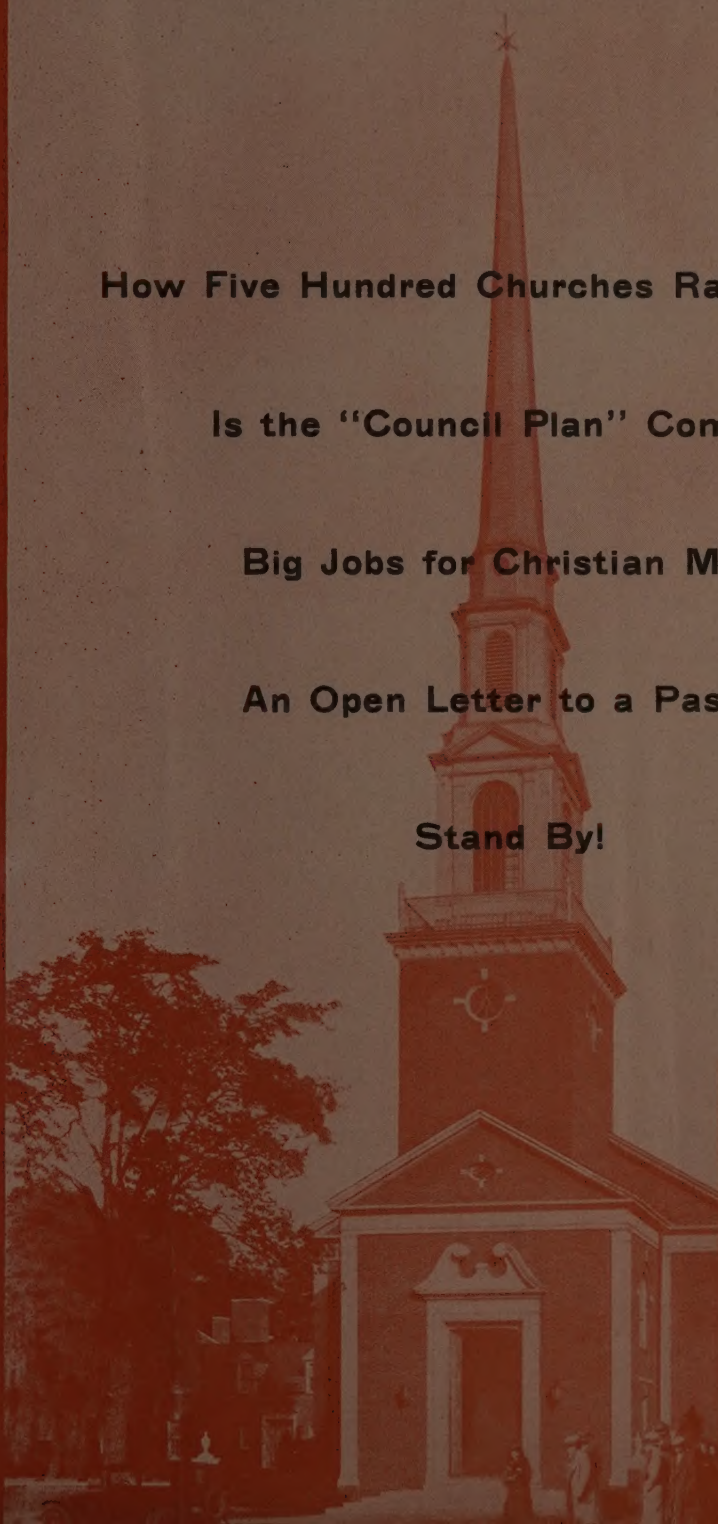 How Five Hundred Churches Ra
Is the “Council Plan” Com
Big Jobs for Christian M
An Open Letter to a Pas
Stand By!